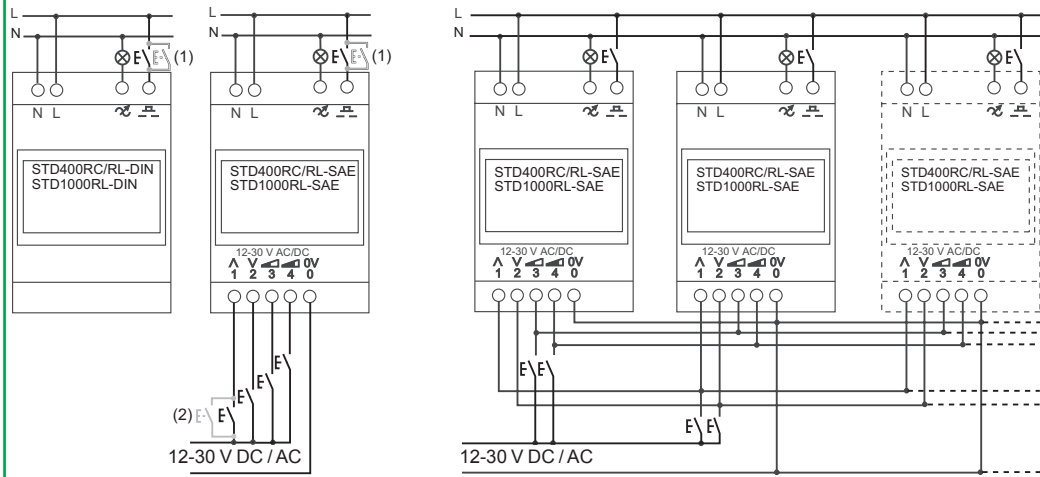 L
N
(1)
N L
STD400RC/RL-DIN
STD1000RL-DIN
L
N
(1)
N L
STD400RC/RL-SAE
STD1000RL-SAE
12-30 V AC/DC
0V
1 2 3 4 0
(2)
12-30 V DC / AC
L
N
N L
STD400RC/RL-SAE
STD1000RL-SAE
12-30 V AC/DC
0V
1 2 3 4 0
N L
STD400RC/RL-SAE
STD1000RL-SAE
12-30 V AC/DC
0V
1 2 3 4 0
N L
STD400RC/RL-SAE
STD1000RL-SAE
12-30 V AC/DC
0V
1 2 3 4 0
12-30 V DC / AC